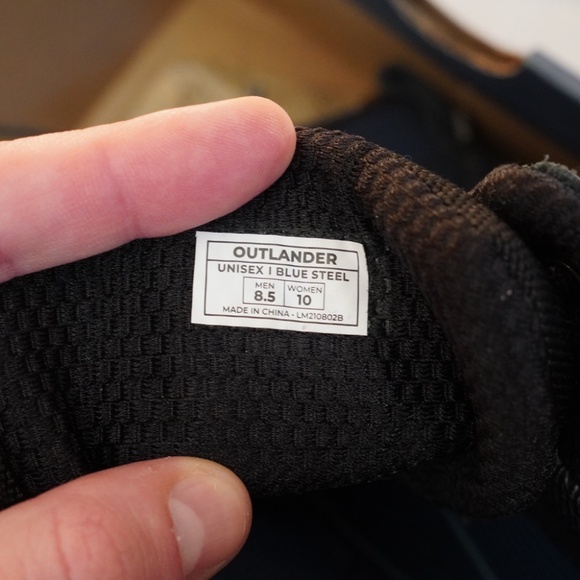 OUTLANDER
UNISEX | BLUE STEEL
MEN WOMEN
8.5 10
MADE IN CHINA - LM210802B